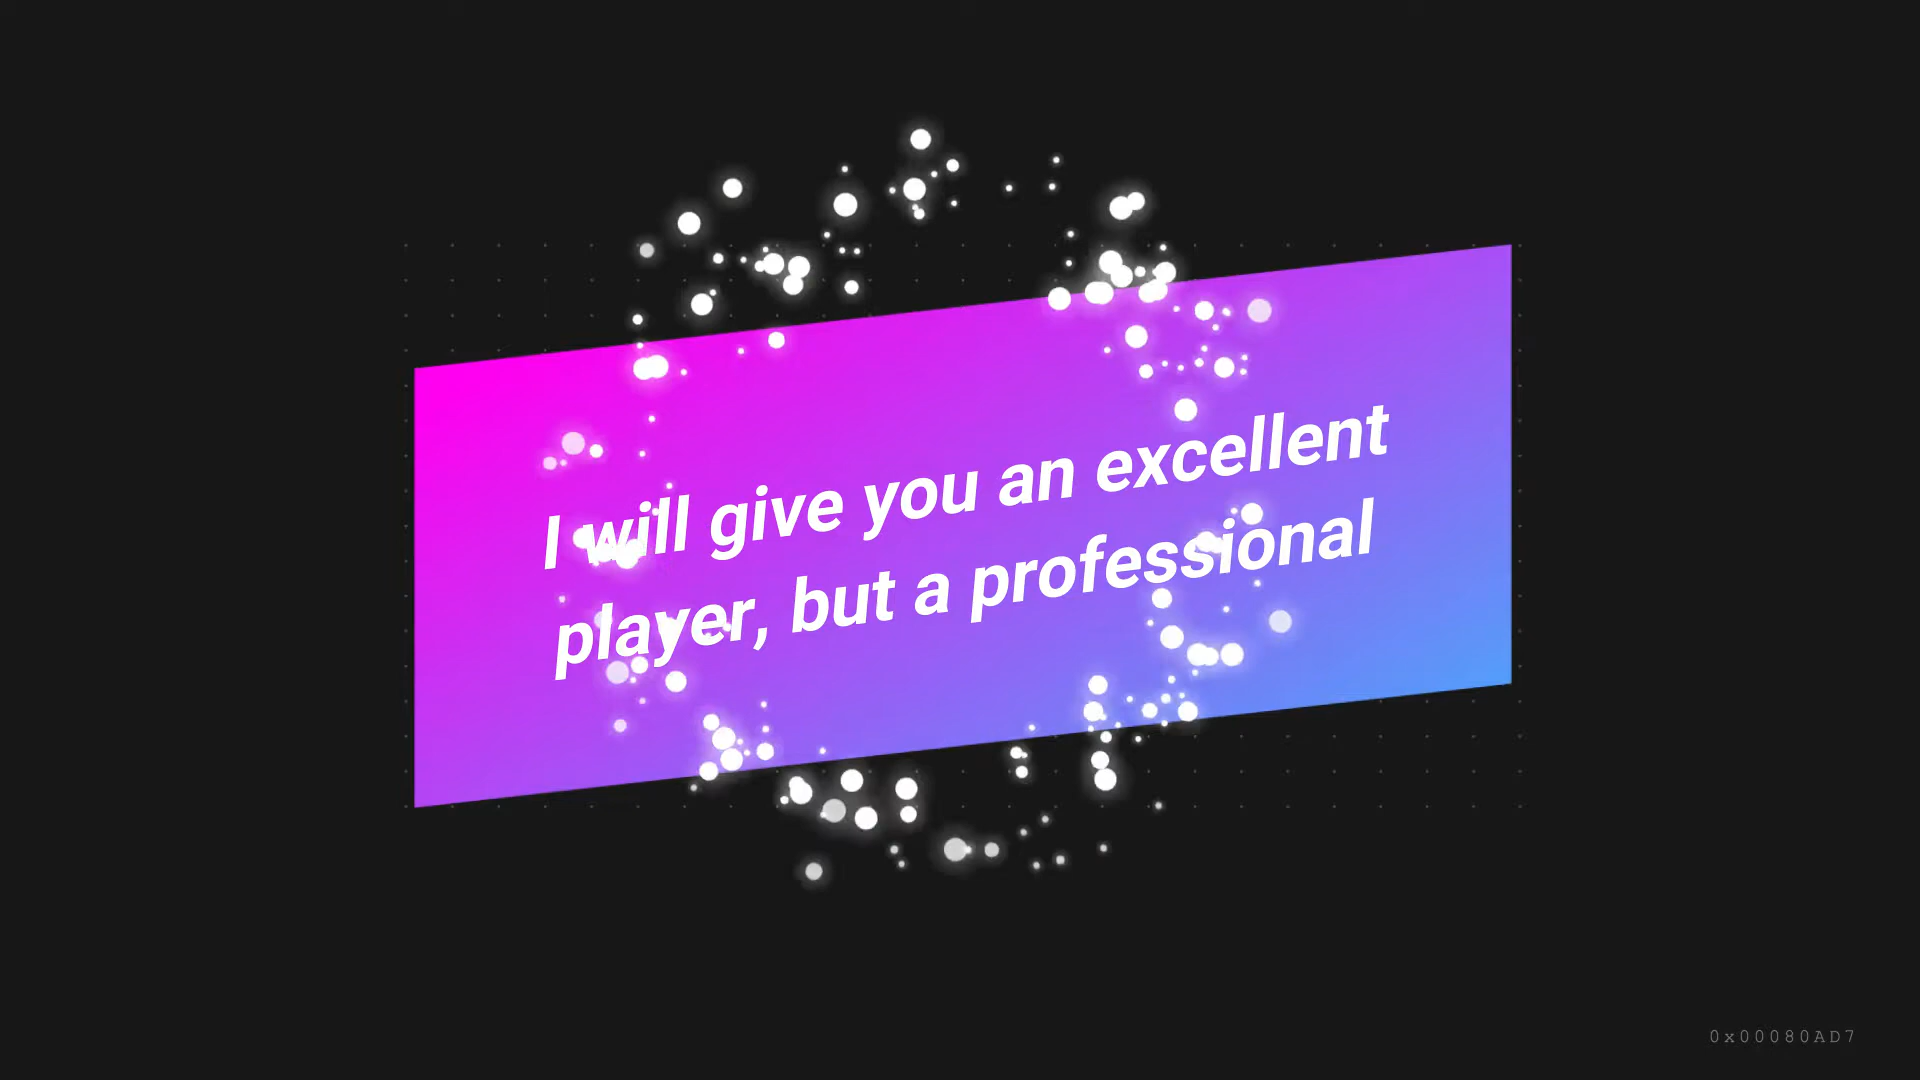 I will give you an excellent
player, but a professional
0x00080AD7